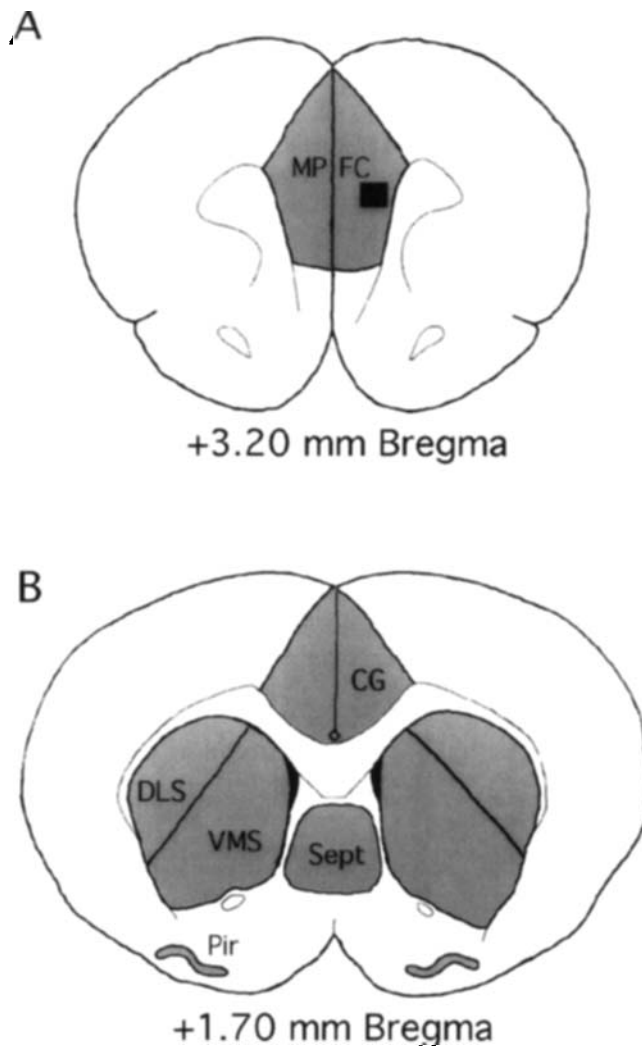 A
MP FC
+3.20 mm Bregma
B
CG
DLS
VMS
Sept
Pir
+1.70 mm Bregma